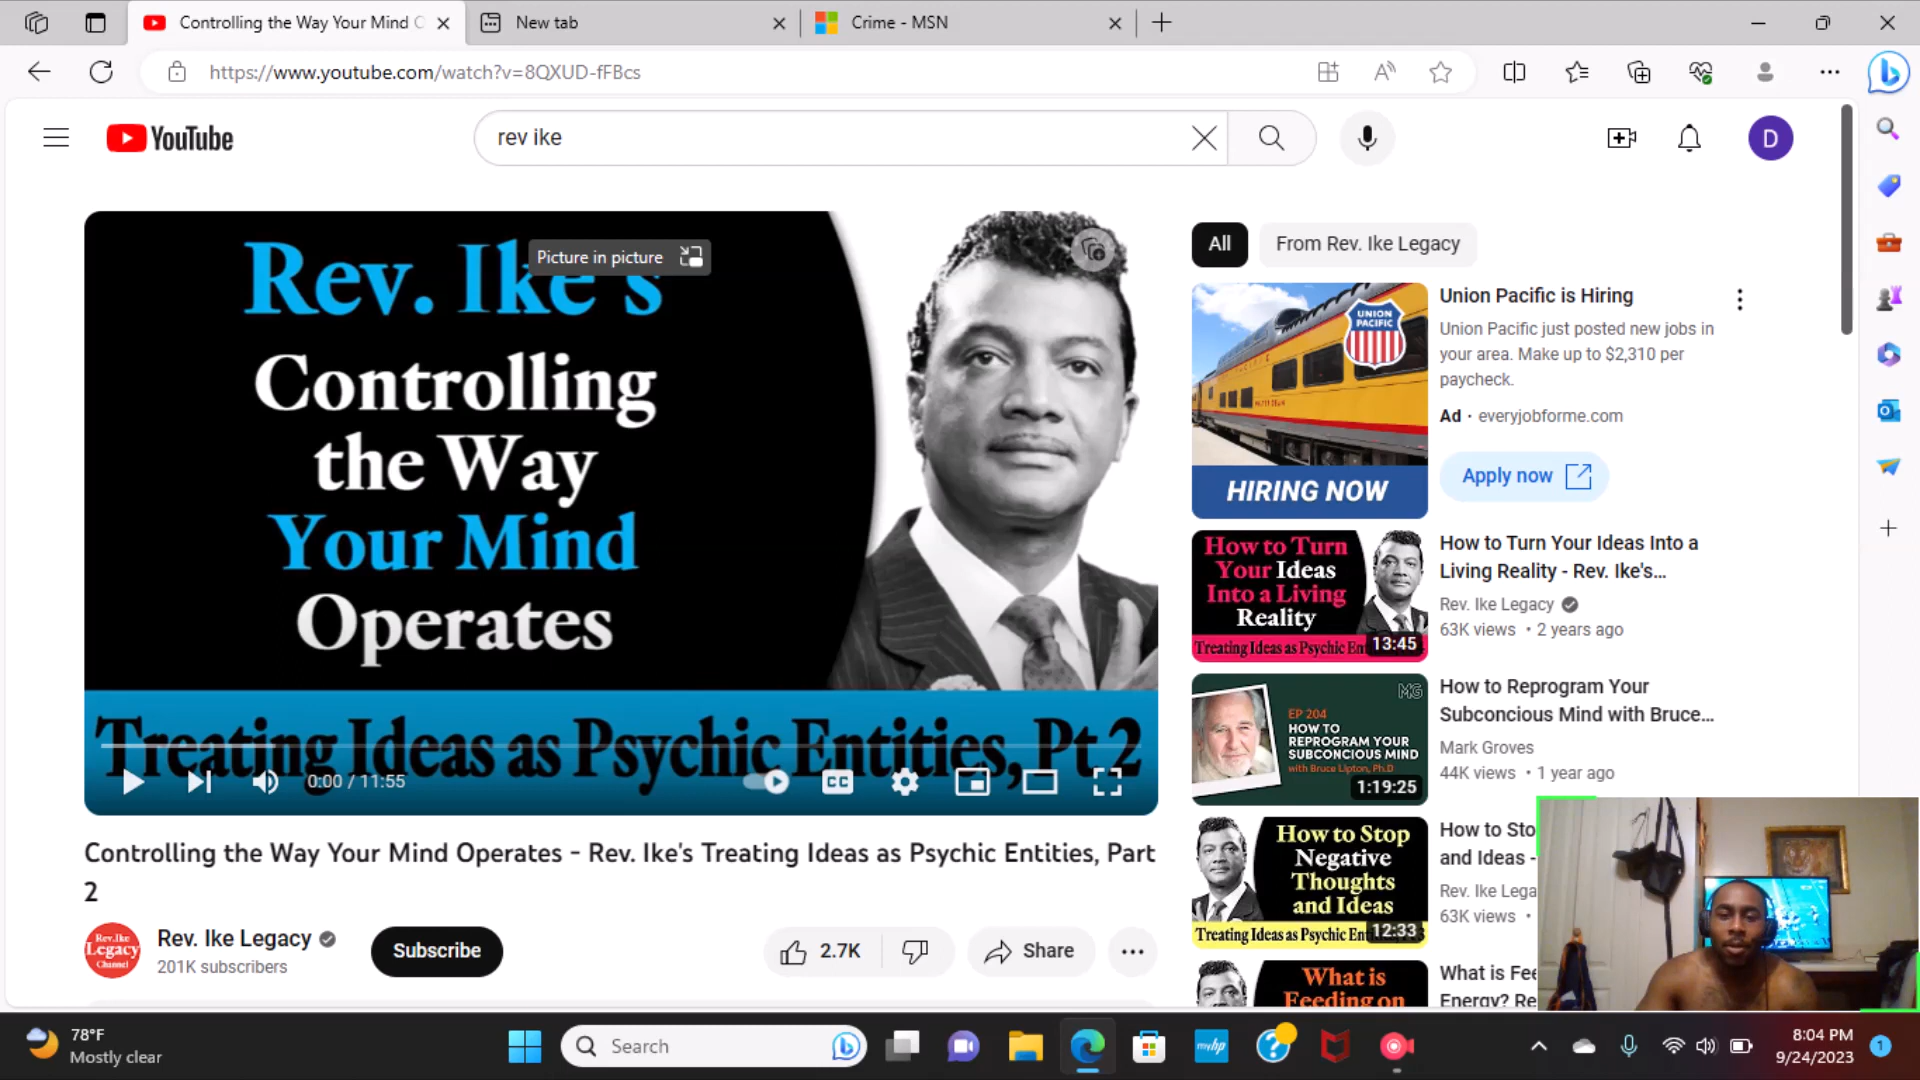 Controlling the Way Your Mind
New tab
Crime - MSN
https://www.youtube.com/watch?v=8QXUD-fFBcs
YouTube
rev ike
D
Picture in picture
Rev. Ike's
Controlling
the Way
Your Mind
Operates
Treating Ideas as Psychic Entities, Pt 2
0:00 / 11:55
CC
Controlling the Way Your Mind Operates - Rev. Ike's Treating Ideas as Psychic Entities, Part
2
Rev.Ike
Legacy
Channel
Rev. Ike Legacy
201K subscribers
Subscribe
2.7K
Share
All
From Rev. Ike Legacy
UNION
PACIFIC
HIRING NOW
Union Pacific is Hiring
Union Pacific just posted new jobs in
your area. Make up to $2,310 per
paycheck.
Ad · everyjobforme.com
Apply now
How to Turn
Your Ideas
Into a Living
Reality
Treating Ideas as Psychic En
13:45
How to Turn Your Ideas Into a
Living Reality - Rev. Ike's...
Rev. Ike Legacy
63K views • 2 years ago
MG
EP 204
HOW TO
REPROGRAM YOUR
SUBCONCIOUS MIND
with Bruce Lipton, Ph.D
1:19:25
How to Reprogram Your
Subconcious Mind with Bruce...
Mark Groves
44K views • 1 year ago
How to Stop
Negative
Thoughts
and Ideas
Treating Ideas as Psychic En
12:33
How to Sto
and Ideas -
Rev. Ike Lega
63K views •
What is
Feeding on
What is Fee
Energy? Re
78°F
Mostly clear
Search
myhp
8:04 PM
9/24/2023
1